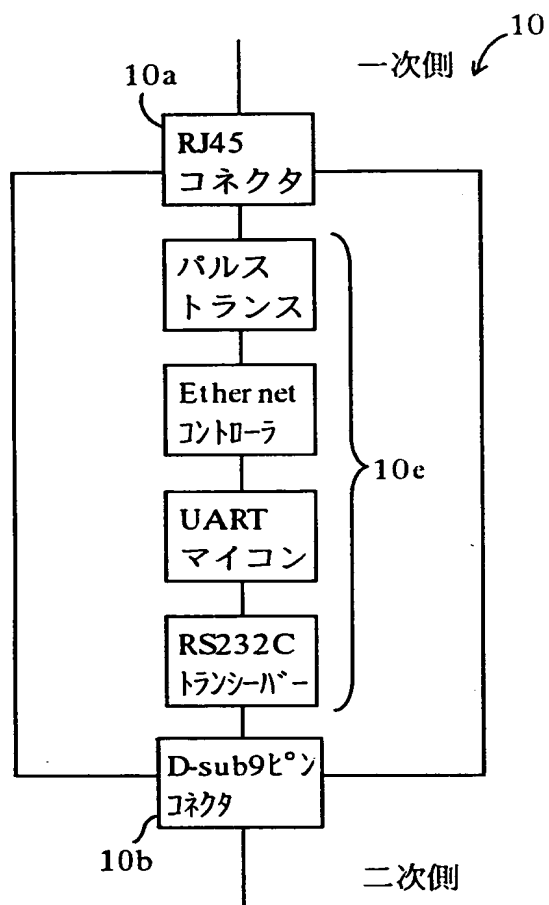 10
一次側
10a
RJ45
コネクタ
パルス
トランス
Ethernet
コントローラ
10e
UART
マイコン
RS232C
トランシーバー
D-sub9ピン
コネクタ
10b
二次側